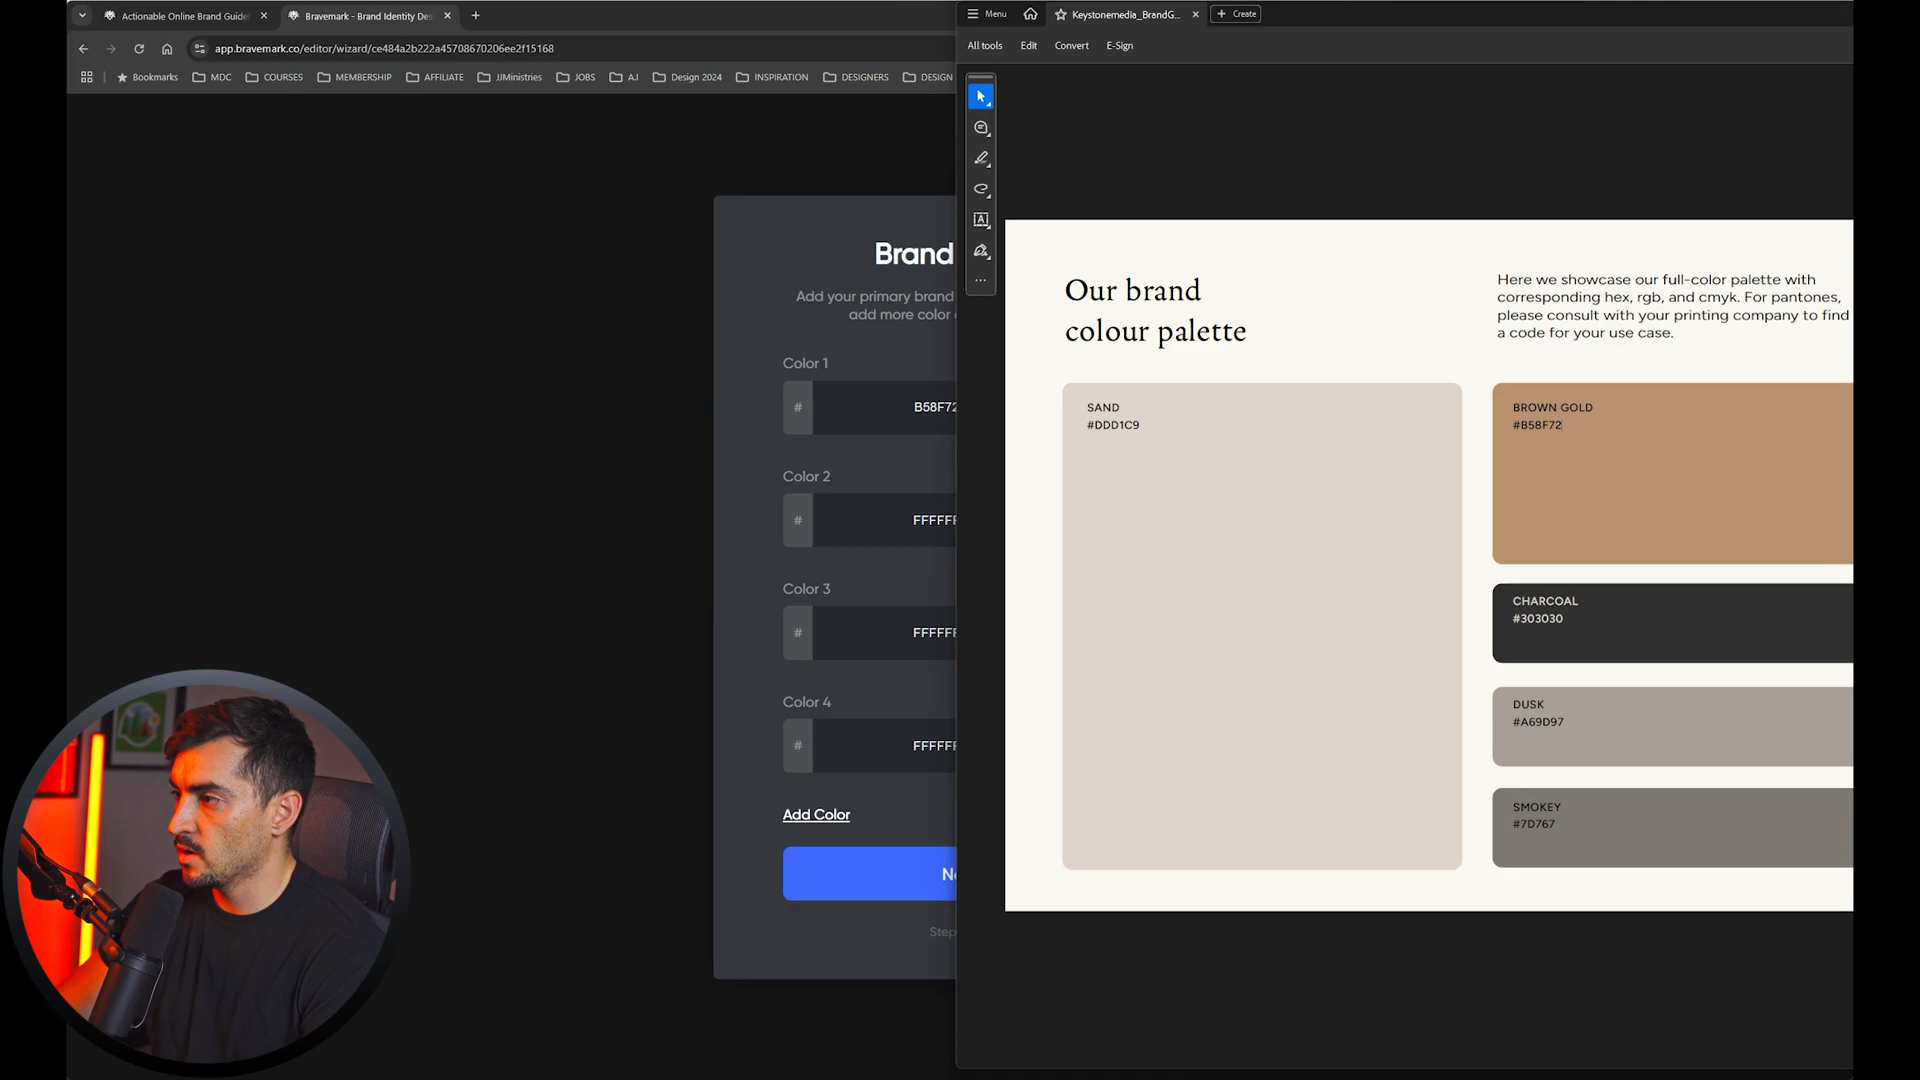 Actionable Online Brand Guidel
Bravemark - Brand Identity Des
app.bravemark.co/editor/wizard/ce484a2b222a45708670206ee2f15168
Bookmarks
MDC
COURSES
MEMBERSHIP
AFFILIATE
JJMinistries
JOBS
A.I
Design 2024
INSPIRATION
DESIGNERS
DESIGN
Brand
Add your primary brand
add more color
Color 1
#
B58F72
Color 2
#
FFFFFF
Color 3
#
FFFFFF
Color 4
#
FFFFFF
Add Color
Step
Menu
Keystonemedia_BrandG...
Create
All tools
Edit
Convert
E-Sign
Our brand
colour palette
Here we showcase our full-color palette with
corresponding hex, rgb, and cmyk. For pantones,
please consult with your printing company to find
a code for your use case.
SAND
#DDD1C9
BROWN GOLD
#B58F72
CHARCOAL
#303030
DUSK
#A69D97
SMOKEY
#7D767